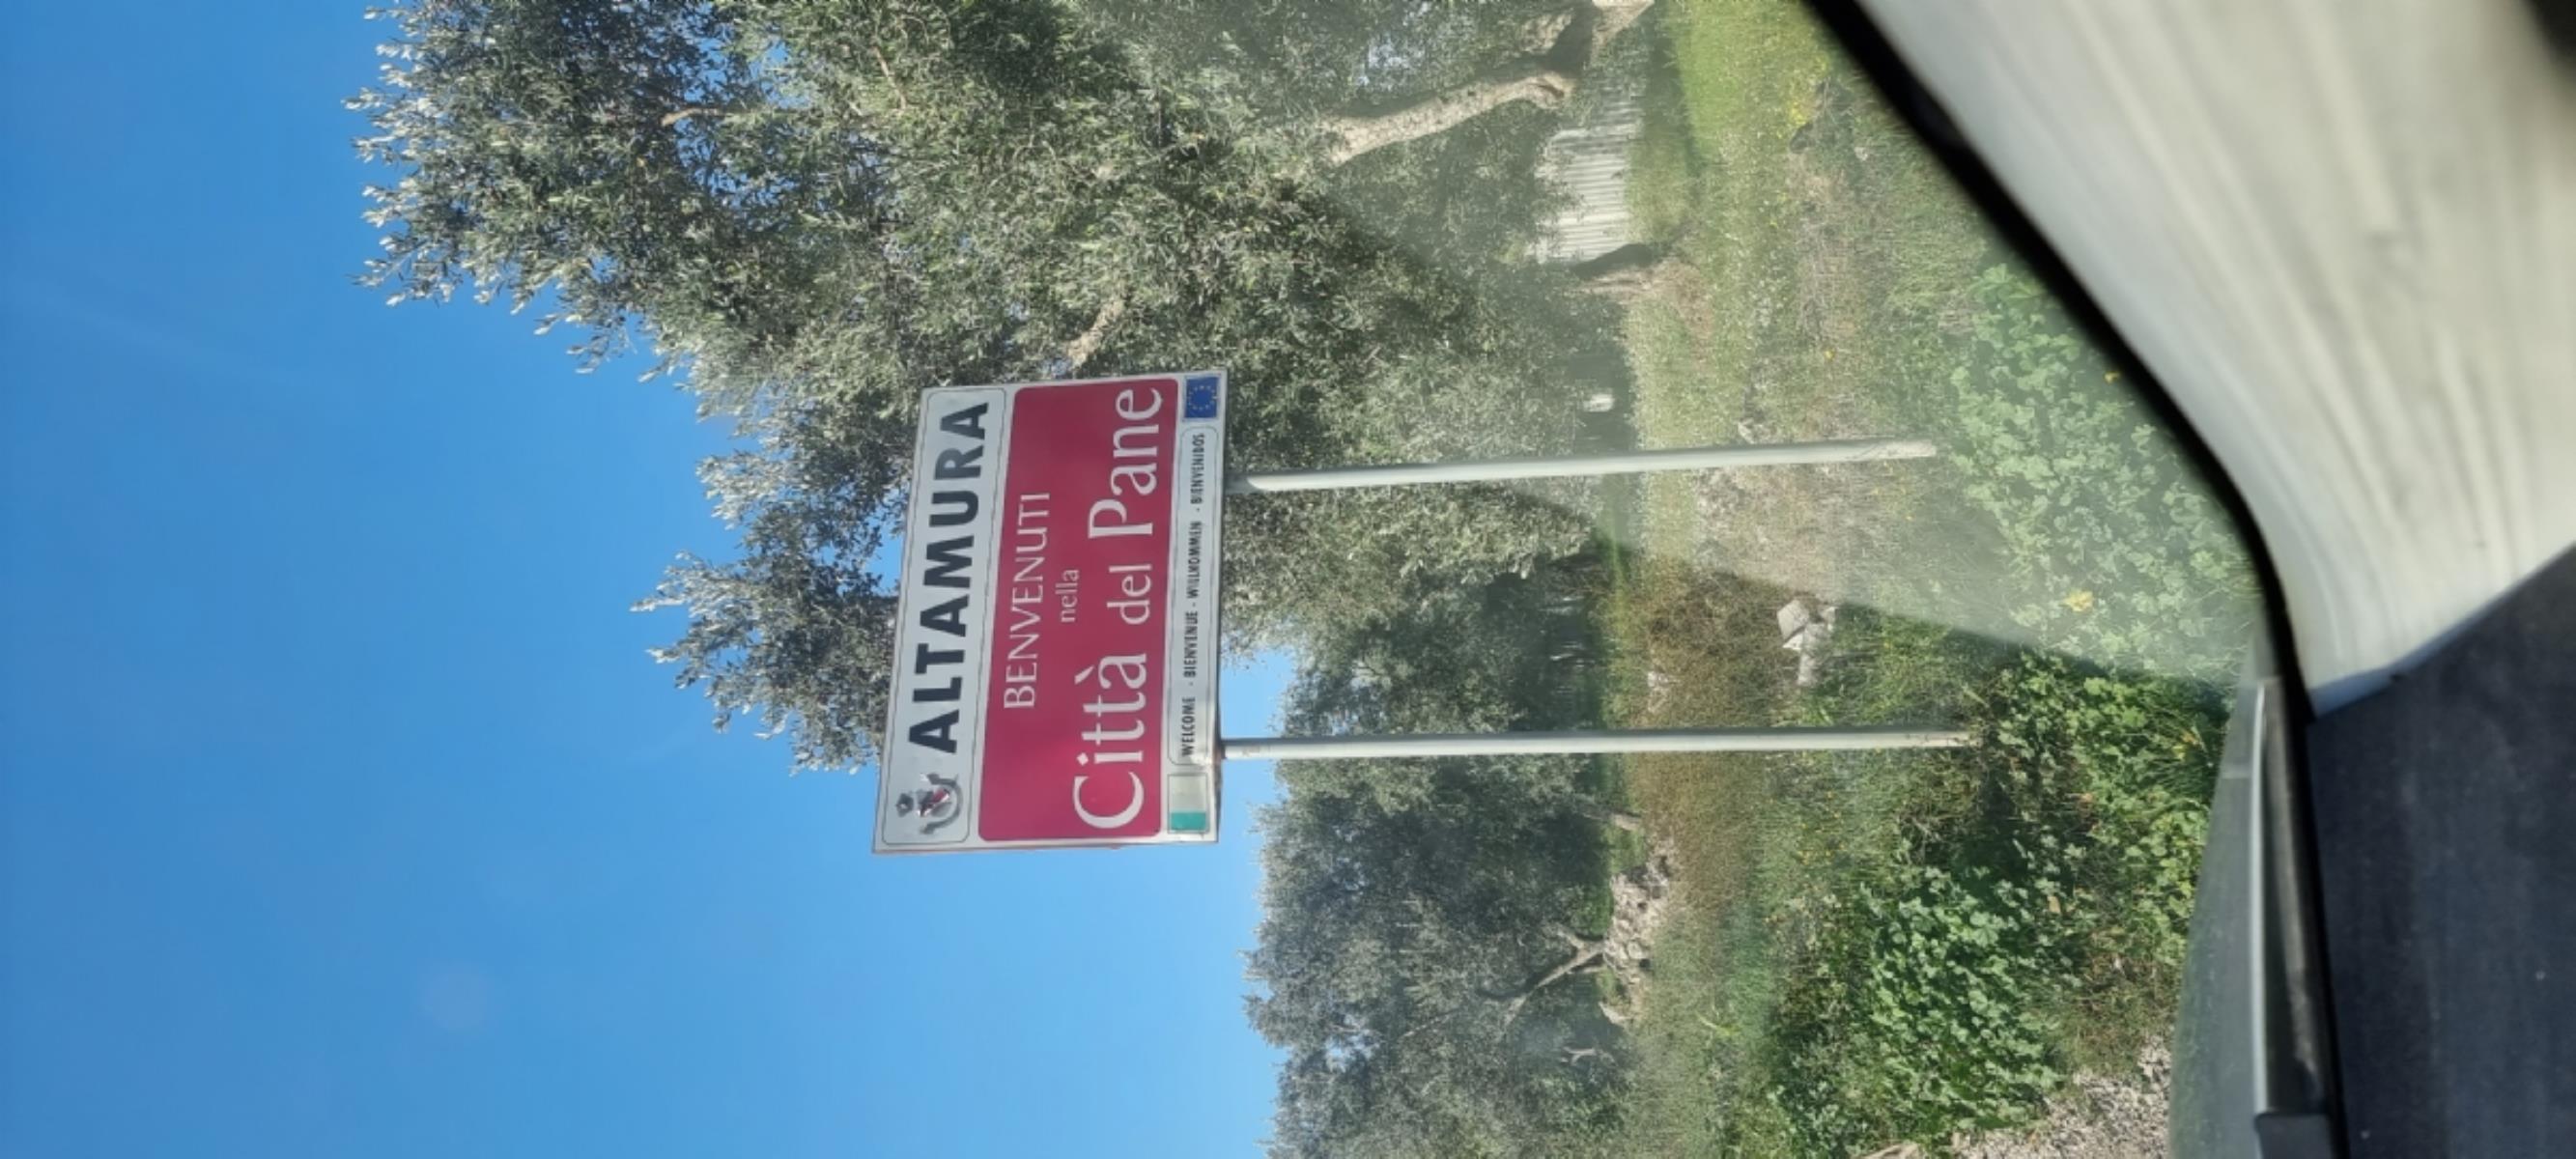 ALTAMURA
BENVENUTI
nella
Città del Pane
WELCOME - BIENVENUE - WILLKOMMEN - BIENVENIDOS